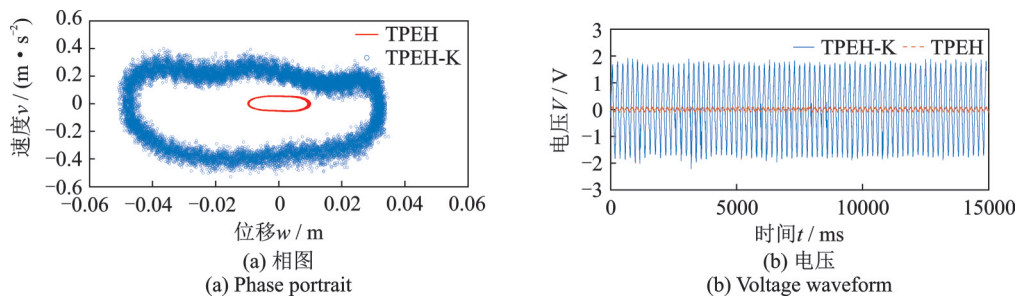 0.6
0.4
0.2
0
−0.2
−0.4
0.6
速度v / (m·s⁻²)
TPEH
TPEH-K
−0.06
−0.04
−0.02
0
0.02
0.04
0.06
位移w / m
(a) 相图
(a) Phase portrait
3
2
1
0
−1
−2
−3
电压V / V
TPEH-K
TPEH
0
5000
10000
15000
时间t / ms
(b) 电压
(b) Voltage waveform